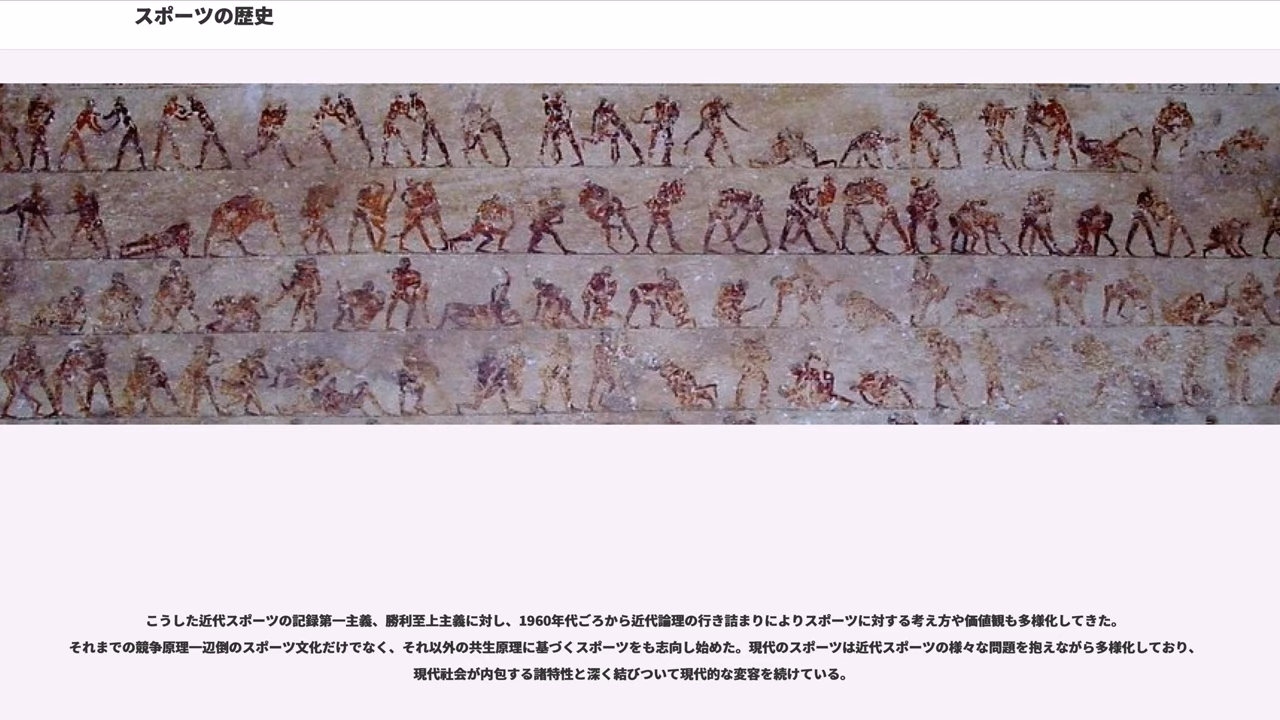 スポーツの歴史
こうした近代スポーツの記録第一主義、勝利至上主義に対し、1960年代ごろから近代論理の行き詰まりによりスポーツに対する考え方や価値観も多様化してきた。
それまでの競争原理一辺倒のスポーツ文化だけでなく、それ以外の共生原理に基づくスポーツをも志向し始めた。現代のスポーツは近代スポーツの様々な問題を抱えながら多様化しており、
現代社会が内包する諸特性と深く結びついて現代的な変容を続けている。